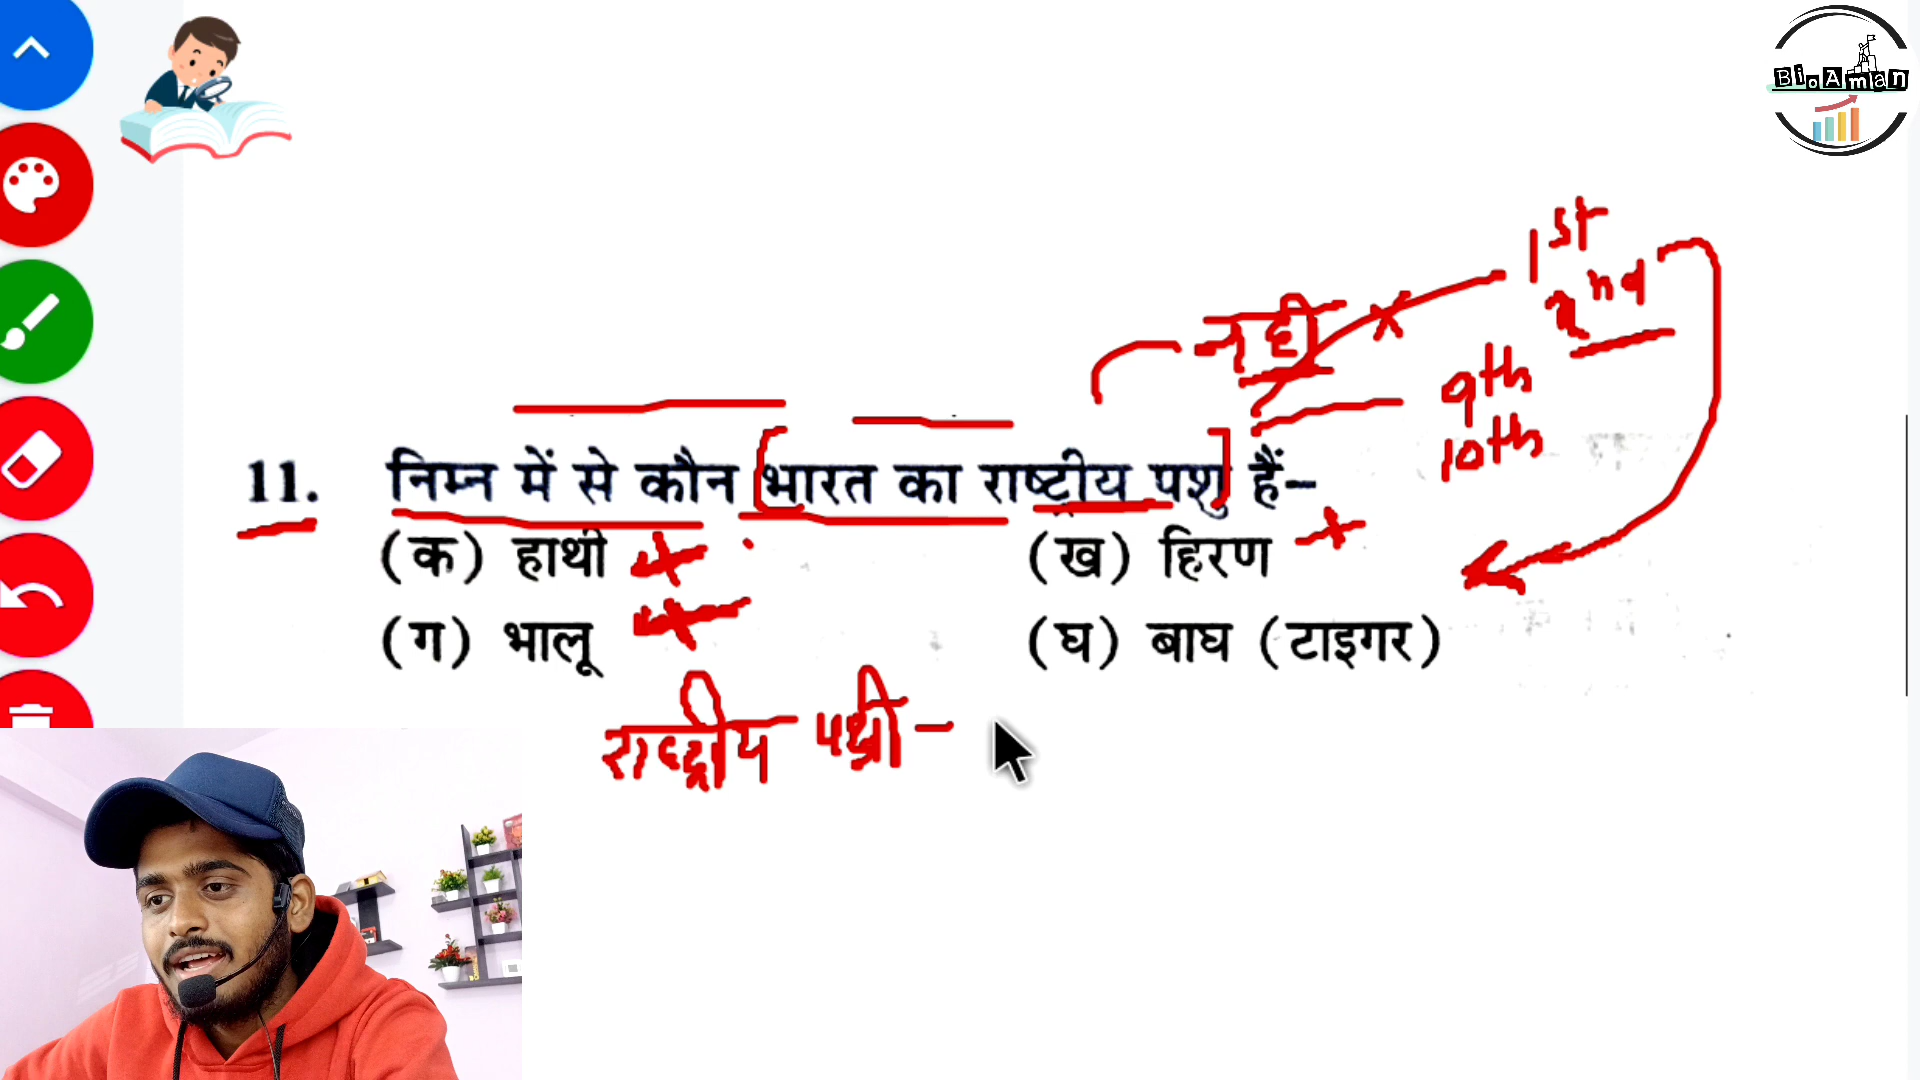 BioAman
1st
2nd
नही
9th
10th
11. निम्न में से कौन भारत का राष्ट्रीय पशु हैं–
(क) हाथी (ख) हिरण
(ग) भालू (घ) बाघ (टाइगर)
राष्ट्रीय पक्षी –